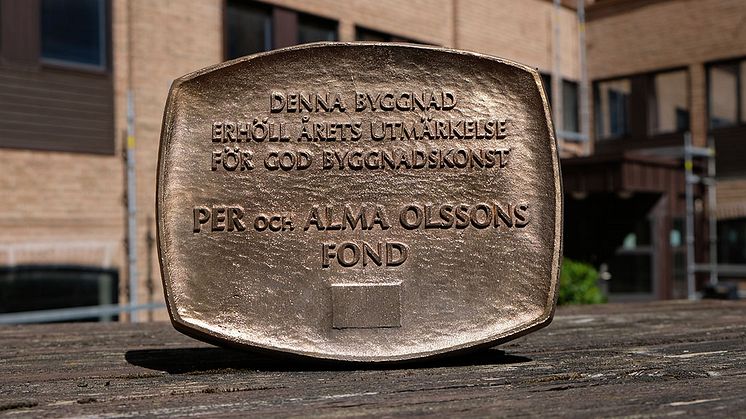 DENNA BYGGNAD
ERHÖLL ÅRETS UTMÄRKELSE
FÖR GOD BYGGNADSKONST
PER OCH ALMA OLSSONS
FOND